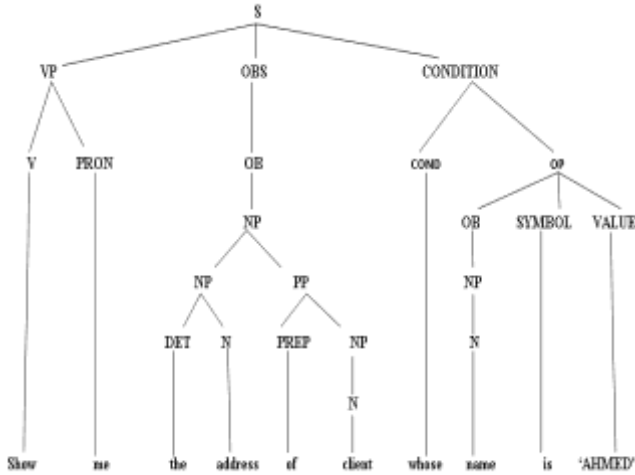 S
VP OBS CONDITION
V PRON OB COND OP
NP OB SYMBOL VALUE
NP PP NP
DET N PREP NP N
N
Show me the address of client whose name is 'AHMED'